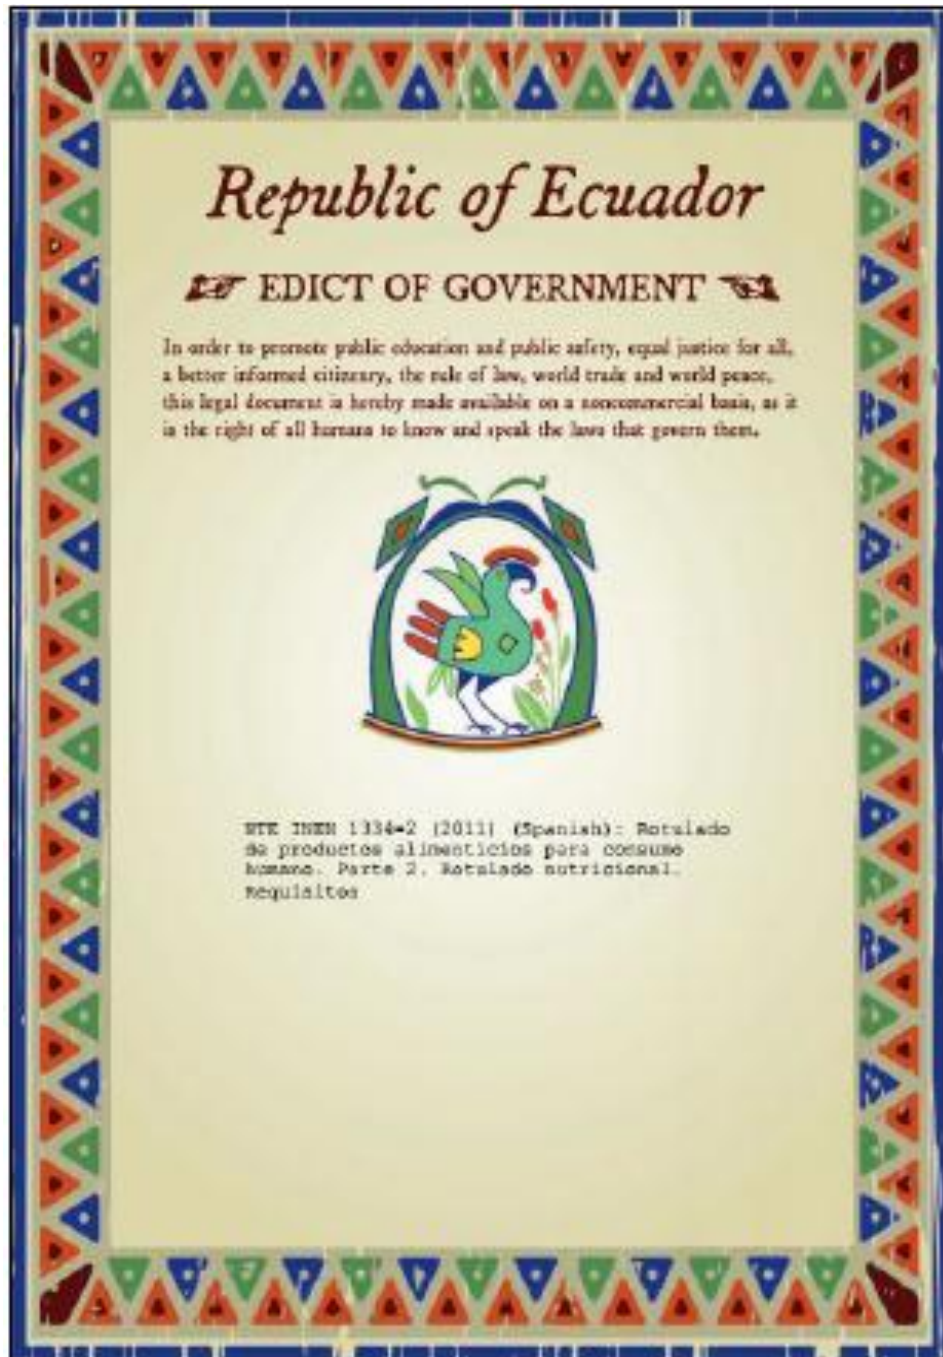 Republic of Ecuador
EDICT OF GOVERNMENT
In order to promote public education and public safety, equal justice for all,
a better informed citizenry, the rule of law, world trade and world peace,
this legal document is hereby made available on a noncommercial basis, as it
is the right of all humans to know and speak the laws that govern them.
NTE INEN 1334-2 (2011) (Spanish): Rotulado
de productos alimenticios para consumo
humano. Parte 2. Rotulado nutricional.
Requisitos